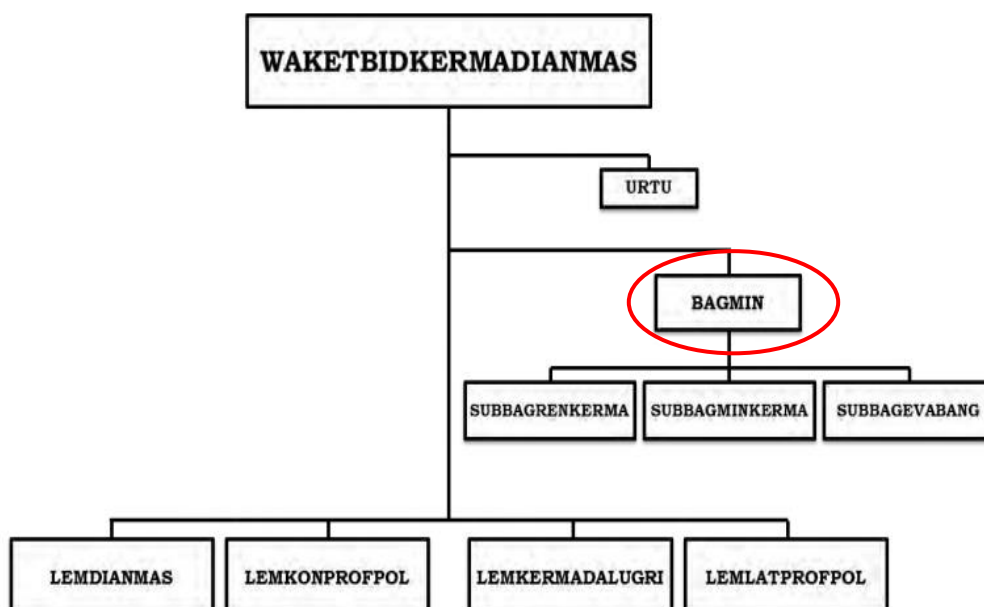 WAKETBIDKERMADIANMAS
URTU
BAGMIN
SUBBAGRENKERMA
SUBBAGMINKERMA
SUBBAGEVABANG
LEMDIANMAS
LEMKONPROFPOL
LEMKERMADALUGRI
LEMLATPROFPOL